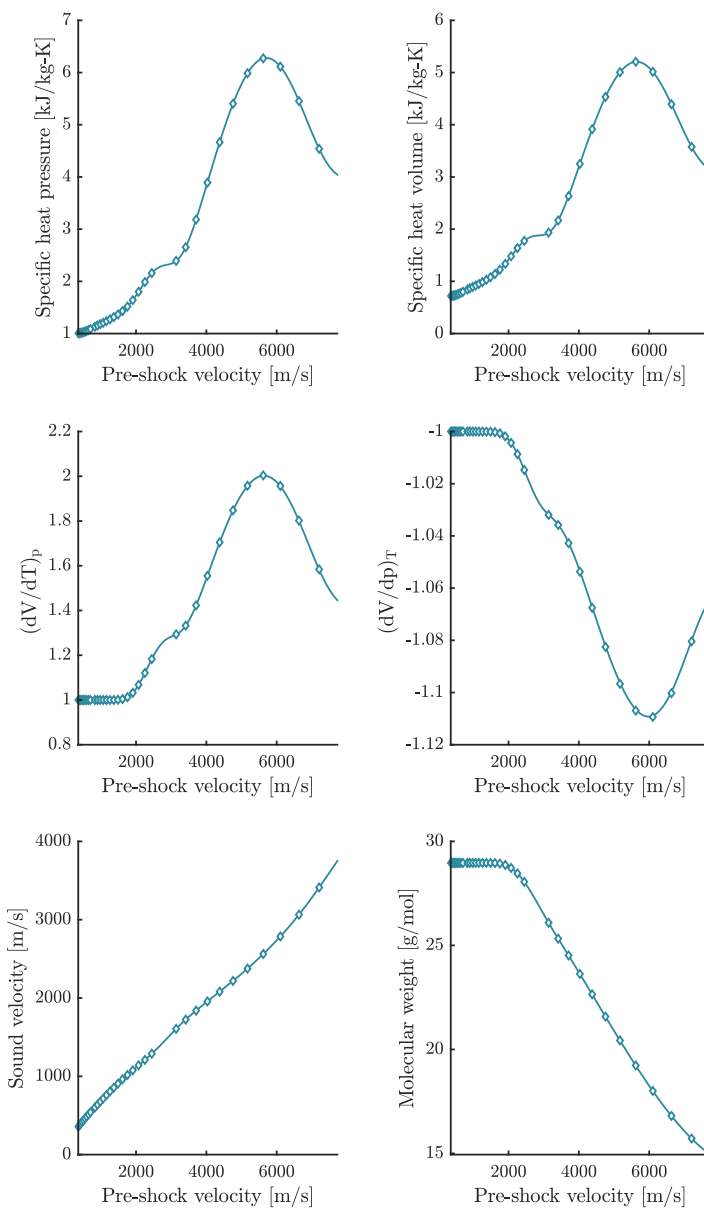 Specific heat pressure [kJ/kg-K]
7
6
5
4
3
2
1
2000 4000 6000
Pre-shock velocity [m/s]
Specific heat volume [kJ/kg-K]
6
5
4
3
2
1
0
2000 4000 6000
Pre-shock velocity [m/s]
(dV/dT)p
2.2
2
1.8
1.6
1.4
1.2
1
0.8
2000 4000 6000
Pre-shock velocity [m/s]
(dV/dp)T
-1
-1.02
-1.04
-1.06
-1.08
-1.1
-1.12
2000 4000 6000
Pre-shock velocity [m/s]
Sound velocity [m/s]
4000
3000
2000
1000
0
2000 4000 6000
Pre-shock velocity [m/s]
Molecular weight [g/mol]
30
25
20
15
2000 4000 6000
Pre-shock velocity [m/s]